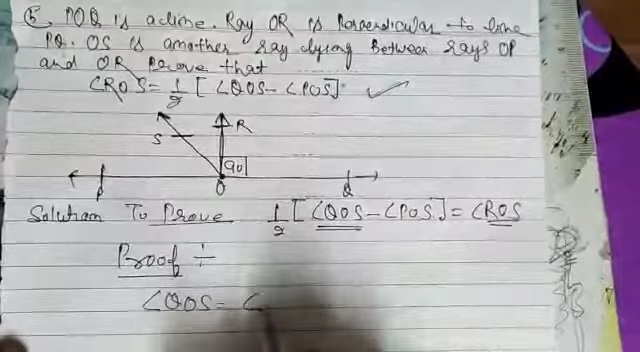 5. POQ is a line. Ray OR is Perpendicular to line
PQ. OS is another ray lying Between rays OP
and OR Prove that
∠ROS = 1/2 [∠QOS - ∠POS]
S R
90
P O Q
Solution To Prove 1/2 [∠QOS - ∠POS] = ∠ROS
Proof ÷
∠QOS = ∠